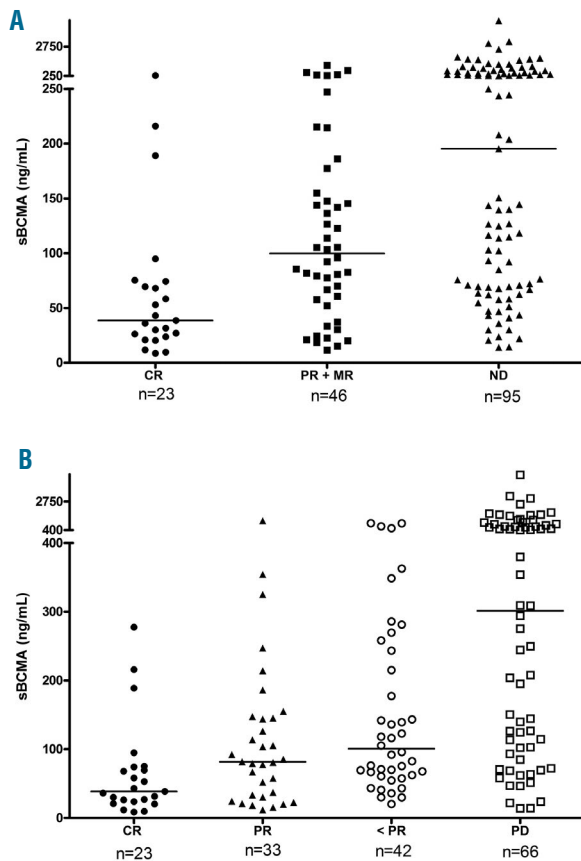 A
2750
250
250
200
150
100
50
0
sBCMA (ng/mL)
CR PR + MR ND
n=23 n=46 n=95
B
2750
400
400
300
200
100
0
sBCMA (ng/mL)
CR PR < PR PD
n=23 n=33 n=42 n=66